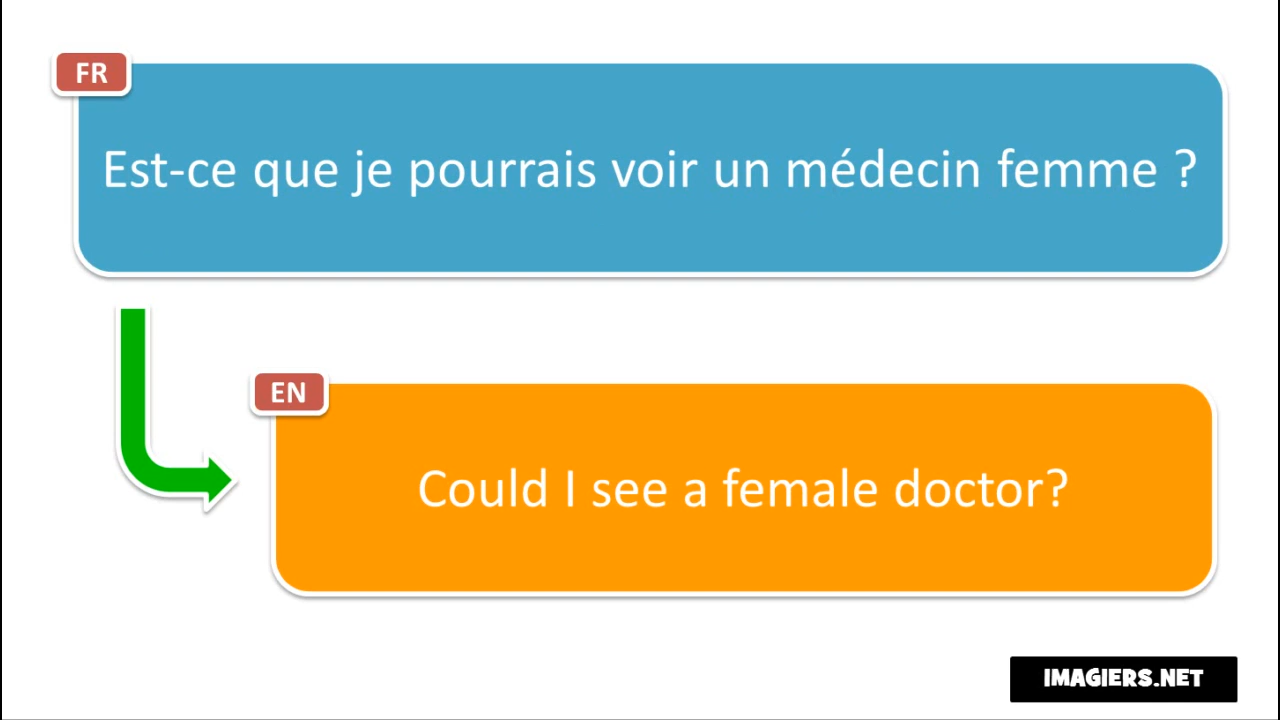 FR
Est-ce que je pourrais voir un médecin femme ?
EN
Could I see a female doctor?
IMAGIERS.NET